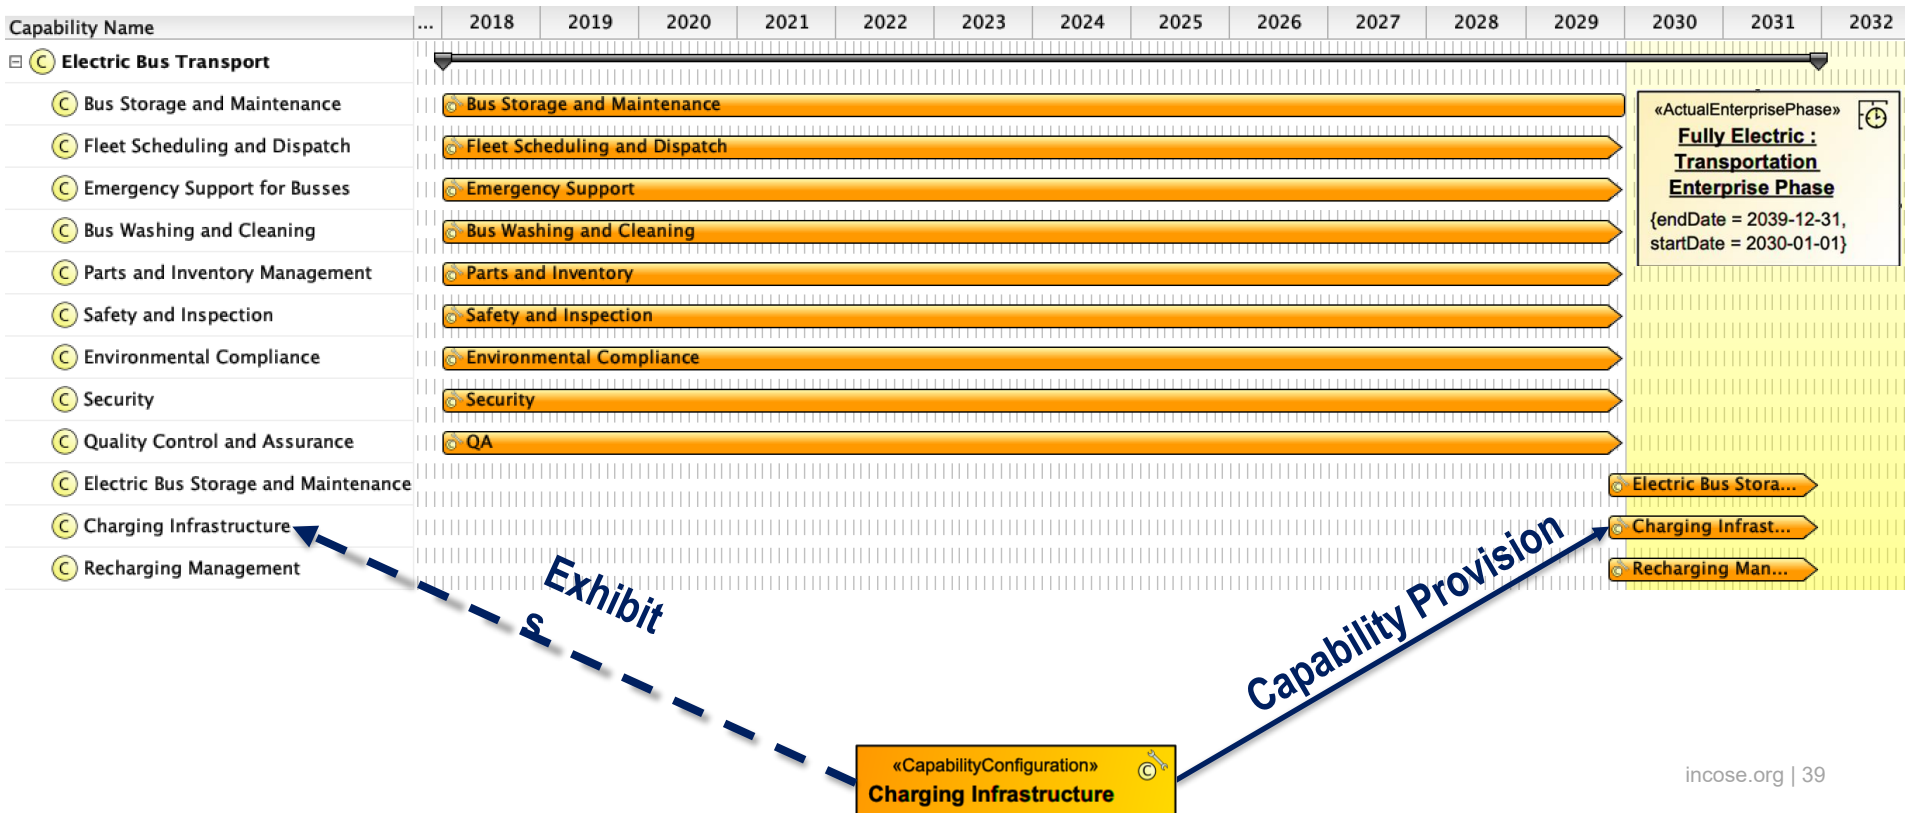 Capability Name ... 2018 2019 2020 2021 2022 2023 2024 2025 2026 2027 2028 2029 2030 2031 2032
C Electric Bus Transport
C Bus Storage and Maintenance C Bus Storage and Maintenance
C Fleet Scheduling and Dispatch C Fleet Scheduling and Dispatch
C Emergency Support for Busses C Emergency Support
C Bus Washing and Cleaning C Bus Washing and Cleaning
C Parts and Inventory Management C Parts and Inventory
C Safety and Inspection C Safety and Inspection
C Environmental Compliance C Environmental Compliance
C Security C Security
C Quality Control and Assurance C QA
C Electric Bus Storage and Maintenance C Electric Bus Stora...
C Charging Infrastructure C Charging Infrast...
C Recharging Management C Recharging Man...
«ActualEnterprisePhase»
Fully Electric :
Transportation
Enterprise Phase
{endDate = 2039-12-31,
startDate = 2030-01-01}
Exhibit
s
Capability Provision
«CapabilityConfiguration» C
Charging Infrastructure
incose.org | 39